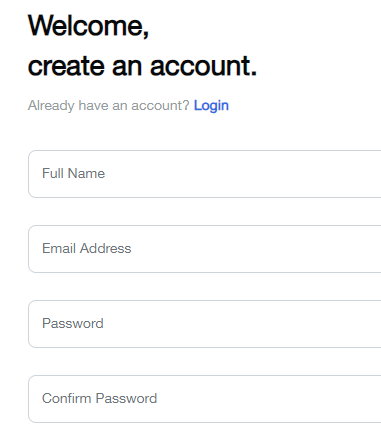 Welcome,
create an account.
Already have an account? Login
Full Name
Email Address
Password
Confirm Password